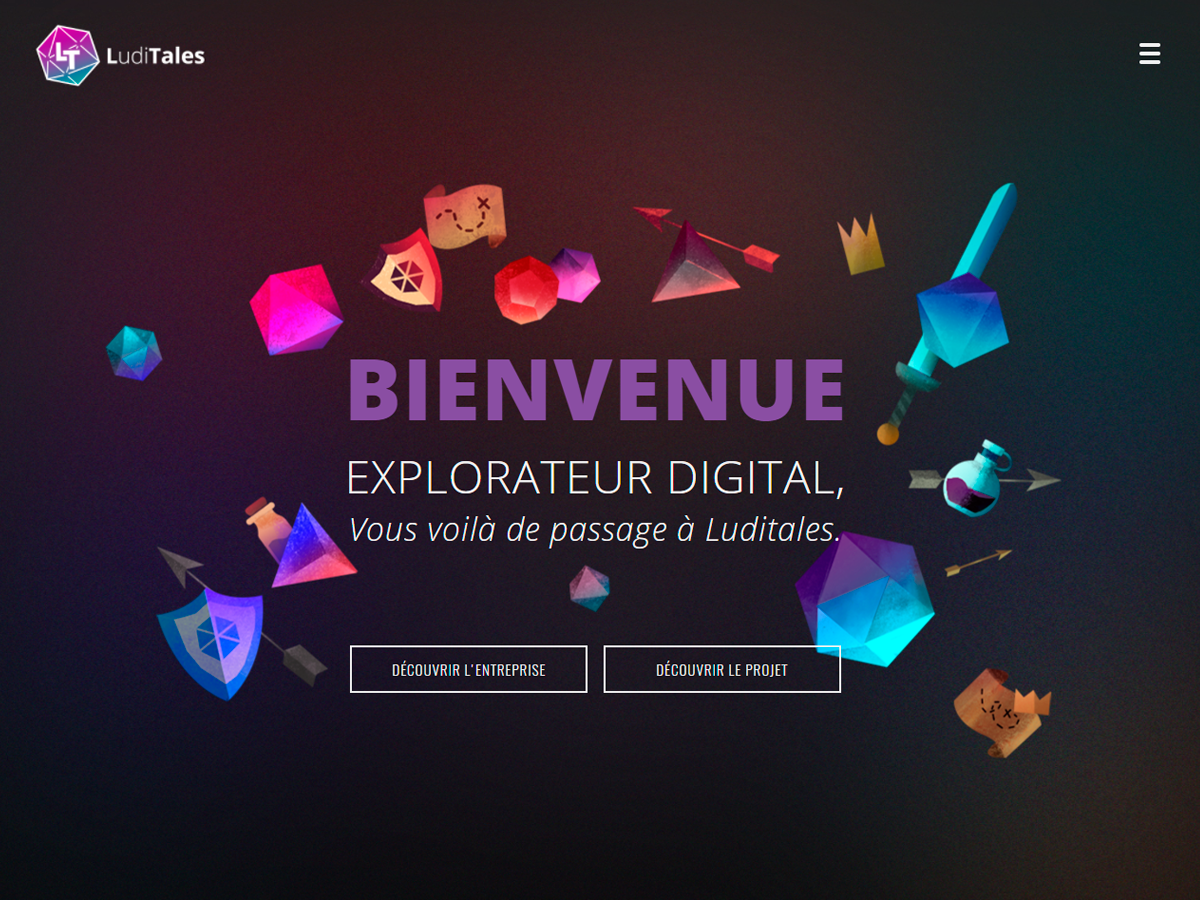 LT LudiTales
BIENVENUE
EXPLORATEUR DIGITAL,
Vous voilà de passage à Luditales.
DÉCOUVRIR L'ENTREPRISE
DÉCOUVRIR LE PROJET